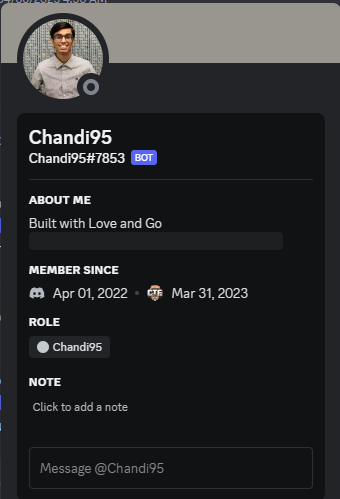 Chandi95
Chandi95#7853 BOT
ABOUT ME
Built with Love and Go
MEMBER SINCE
Apr 01, 2022 • CTF Mar 31, 2023
ROLE
Chandi95
NOTE
Click to add a note
Message @Chandi95